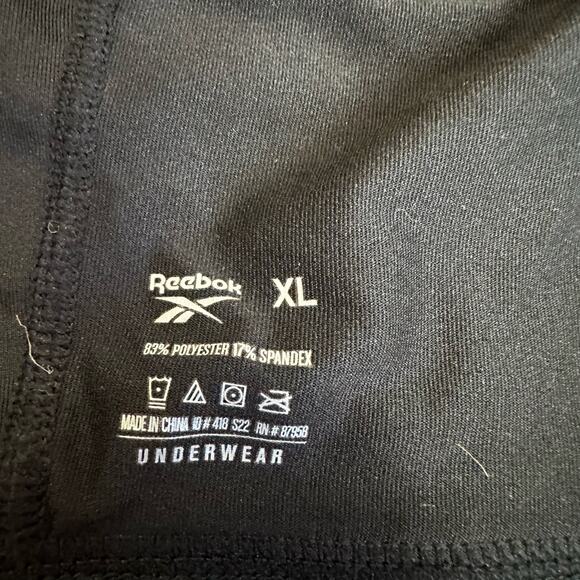 Reebok XL
83% POLYESTER 17% SPANDEX
MADE IN CHINA ID# 418 S22 RN# 87958
UNDERWEAR